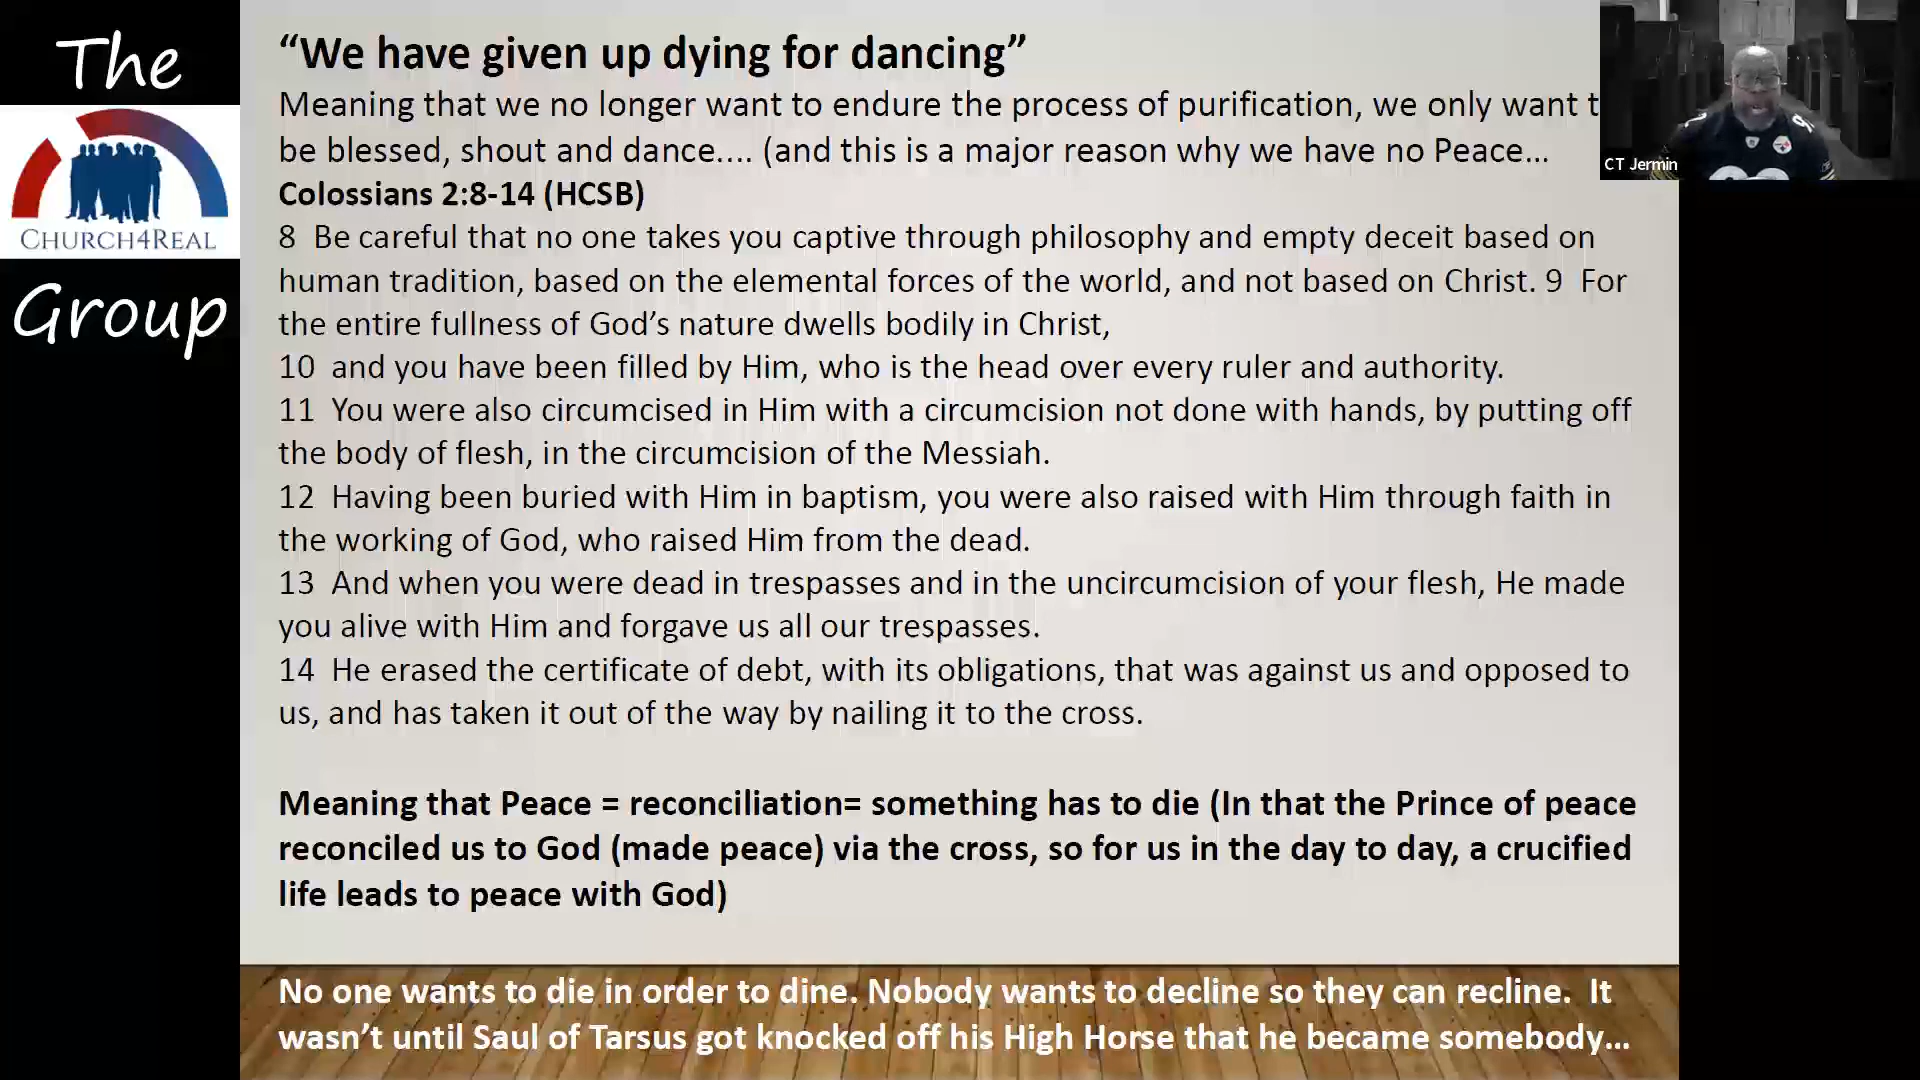 The
CHURCH4REAL
Group
“We have given up dying for dancing”
Meaning that we no longer want to endure the process of purification, we only want t
be blessed, shout and dance.... (and this is a major reason why we have no Peace...
Colossians 2:8-14 (HCSB)
8 Be careful that no one takes you captive through philosophy and empty deceit based on
human tradition, based on the elemental forces of the world, and not based on Christ. 9 For
the entire fullness of God’s nature dwells bodily in Christ,
10 and you have been filled by Him, who is the head over every ruler and authority.
11 You were also circumcised in Him with a circumcision not done with hands, by putting off
the body of flesh, in the circumcision of the Messiah.
12 Having been buried with Him in baptism, you were also raised with Him through faith in
the working of God, who raised Him from the dead.
13 And when you were dead in trespasses and in the uncircumcision of your flesh, He made
you alive with Him and forgave us all our trespasses.
14 He erased the certificate of debt, with its obligations, that was against us and opposed to
us, and has taken it out of the way by nailing it to the cross.
Meaning that Peace = reconciliation= something has to die (In that the Prince of peace
reconciled us to God (made peace) via the cross, so for us in the day to day, a crucified
life leads to peace with God)
No one wants to die in order to dine. Nobody wants to decline so they can recline. It
wasn’t until Saul of Tarsus got knocked off his High Horse that he became somebody...
CT Jermin